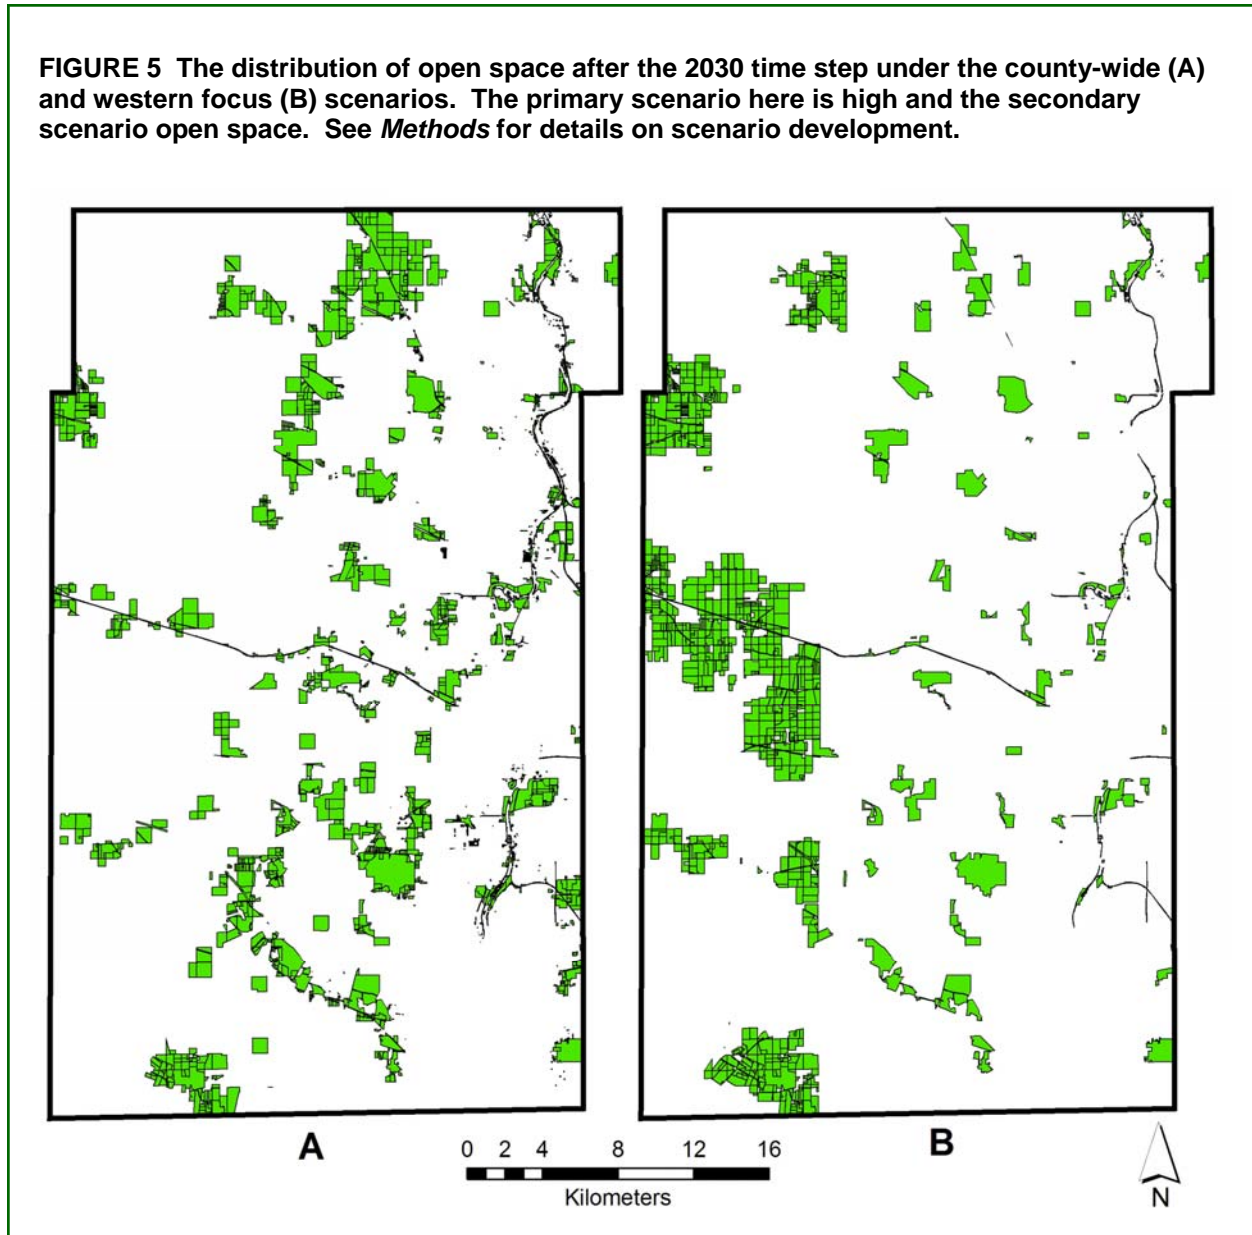 FIGURE 5 The distribution of open space after the 2030 time step under the county-wide (A)
and western focus (B) scenarios. The primary scenario here is high and the secondary
scenario open space. See Methods for details on scenario development.
A
B
0 2 4 8 12 16
Kilometers
N